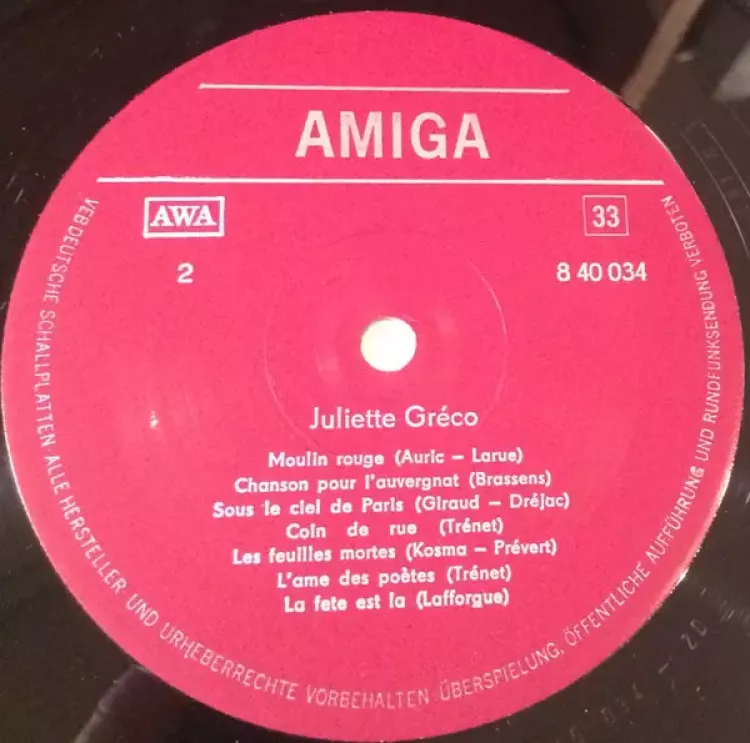 AMIGA
AWA
33
2
8 40 034
Juliette Gréco
Moulin rouge (Auric – Larue)
Chanson pour l'auvergnat (Brassens)
Sous le ciel de Paris (Giraud – Dréjac)
Coin de rue (Trénet)
Les feuilles mortes (Kosma – Prévert)
L'ame des poètes (Trénet)
La fete est la (Lafforgue)
VEB DEUTSCHE SCHALLPLATTEN · ALLE HERSTELLER UND URHEBERRECHTE VORBEHALTEN · ÜBERSPIELUNG, ÖFFENTLICHE AUFFÜHRUNG UND RUNDFUNKSENDUNG VERBOTEN